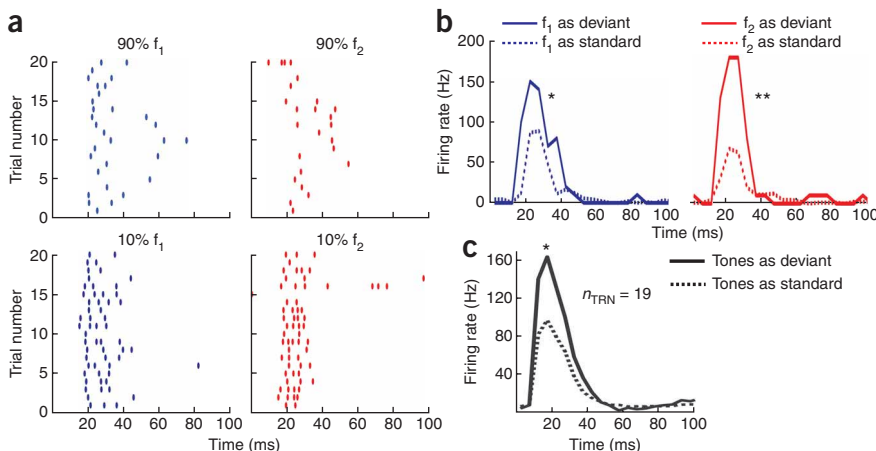 a
90% f1
90% f2
Trial number
20
15
10
5
0
10% f1
10% f2
Trial number
20
15
10
5
0
0 20 40 60 80 100
0 20 40 60 80 100
Time (ms)
b
f1 as deviant
f1 as standard
f2 as deviant
f2 as standard
Firing rate (Hz)
200
150
100
50
0
*
**
20 40 60 80 100
20 40 60 80 100
Time (ms)
c
Tones as deviant
Tones as standard
Firing rate (Hz)
160
120
80
40
*
nTRN = 19
0 20 40 60 80 100
Time (ms)